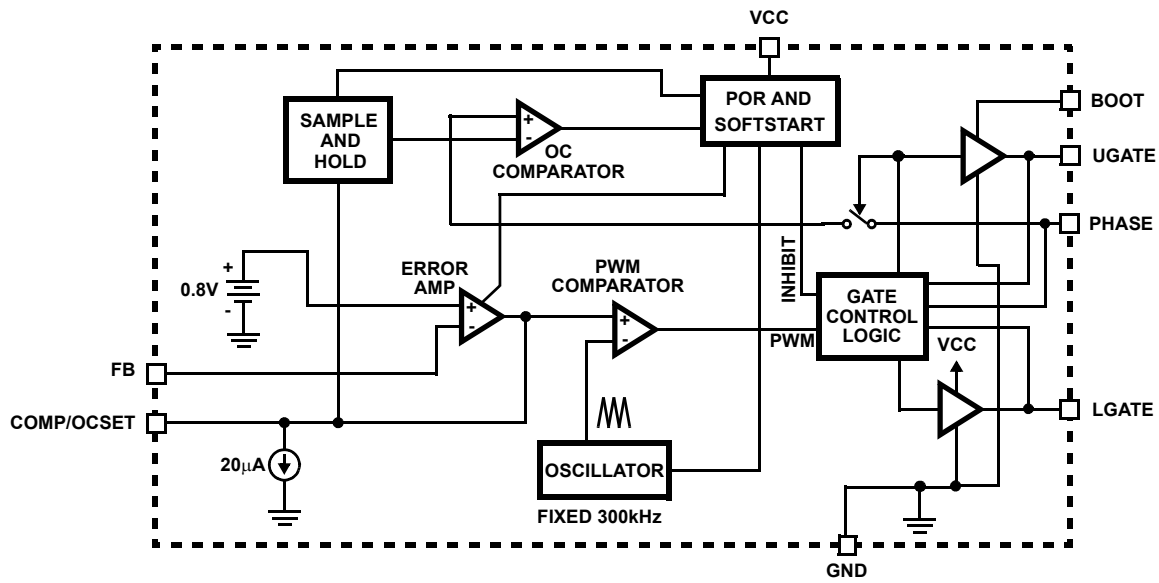 VCC
SAMPLE
AND
HOLD
+
-
OC
COMPARATOR
POR AND
SOFTSTART
BOOT
UGATE
PHASE
INHIBIT
+
0.8V
-
ERROR
AMP
+
-
PWM
COMPARATOR
+
-
PWM
GATE
CONTROL
LOGIC
VCC
FB
COMP/OCSET
LGATE
20μA
OSCILLATOR
FIXED 300kHz
GND